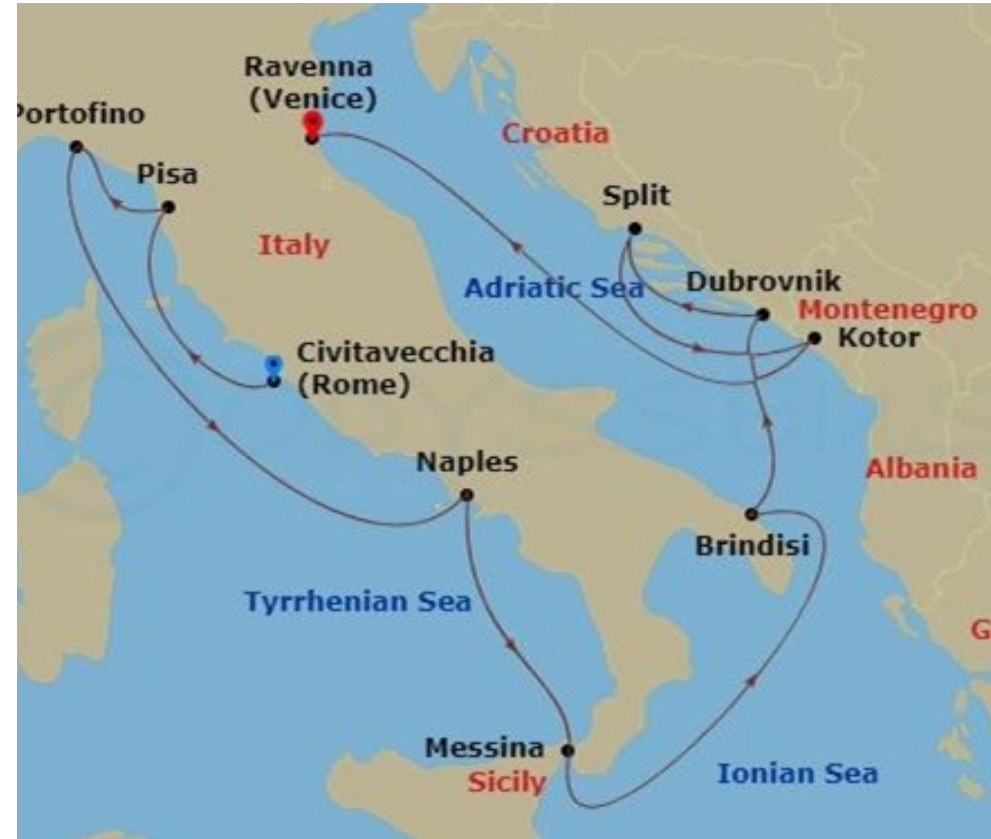 Ravenna
(Venice)
Portofino
Croatia
Pisa
Split
Italy
Adriatic Sea
Dubrovnik
Montenegro
Kotor
Civitavecchia
(Rome)
Naples
Albania
Brindisi
Tyrrhenian Sea
G
Messina
Sicily
Ionian Sea